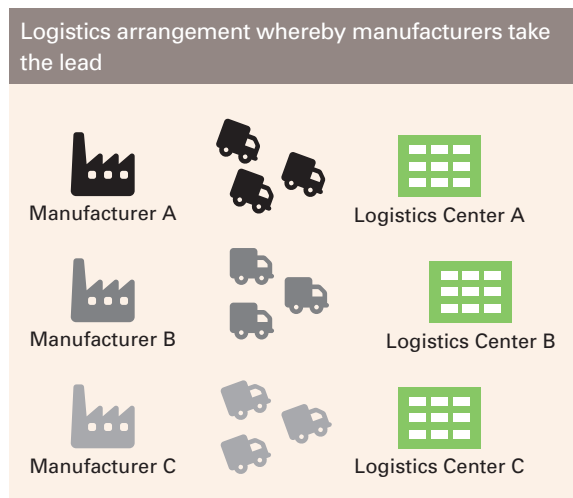 Logistics arrangement whereby manufacturers take
the lead
Manufacturer A
Logistics Center A
Manufacturer B
Logistics Center B
Manufacturer C
Logistics Center C